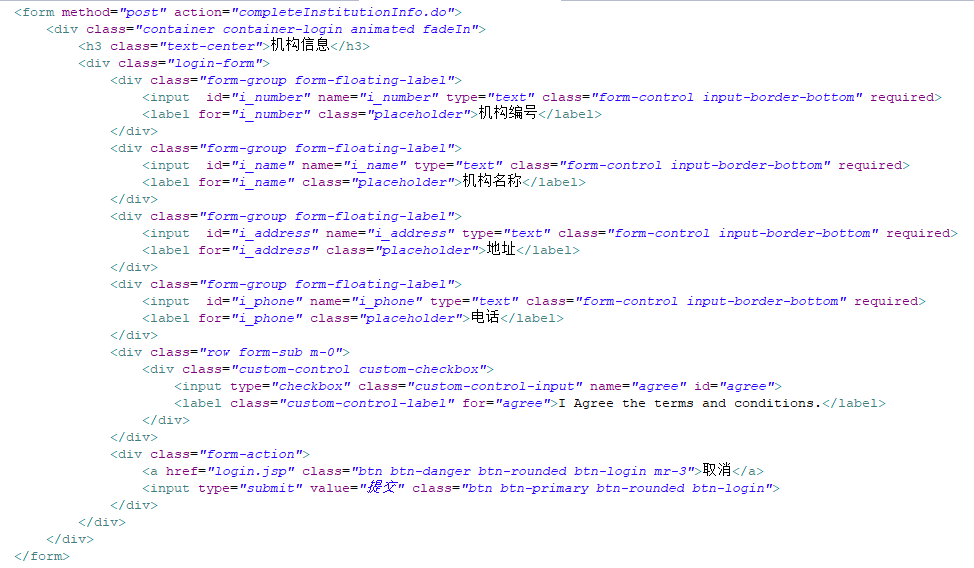 <form method="post" action="completeInstitutionInfo.do">
<div class="container container-login animated fadeIn">
<h3 class="text-center">机构信息</h3>
<div class="login-form">
<div class="form-group form-floating-label">
<input  id="i_number" name="i_number" type="text" class="form-control input-border-bottom" required>
<label for="i_number" class="placeholder">机构编号</label>
</div>
<div class="form-group form-floating-label">
<input  id="i_name" name="i_name" type="text" class="form-control input-border-bottom" required>
<label for="i_name" class="placeholder">机构名称</label>
</div>
<div class="form-group form-floating-label">
<input  id="i_address" name="i_address" type="text" class="form-control input-border-bottom" required>
<label for="i_address" class="placeholder">地址</label>
</div>
<div class="form-group form-floating-label">
<input  id="i_phone" name="i_phone" type="text" class="form-control input-border-bottom" required>
<label for="i_phone" class="placeholder">电话</label>
</div>
<div class="row form-sub m-0">
<div class="custom-control custom-checkbox">
<input type="checkbox" class="custom-control-input" name="agree" id="agree">
<label class="custom-control-label" for="agree">I Agree the terms and conditions.</label>
</div>
</div>
<div class="form-action">
<a href="login.jsp" class="btn btn-danger btn-rounded btn-login mr-3">取消</a>
<input type="submit" value="提交" class="btn btn-primary btn-rounded btn-login">
</div>
</div>
</div>
</form>